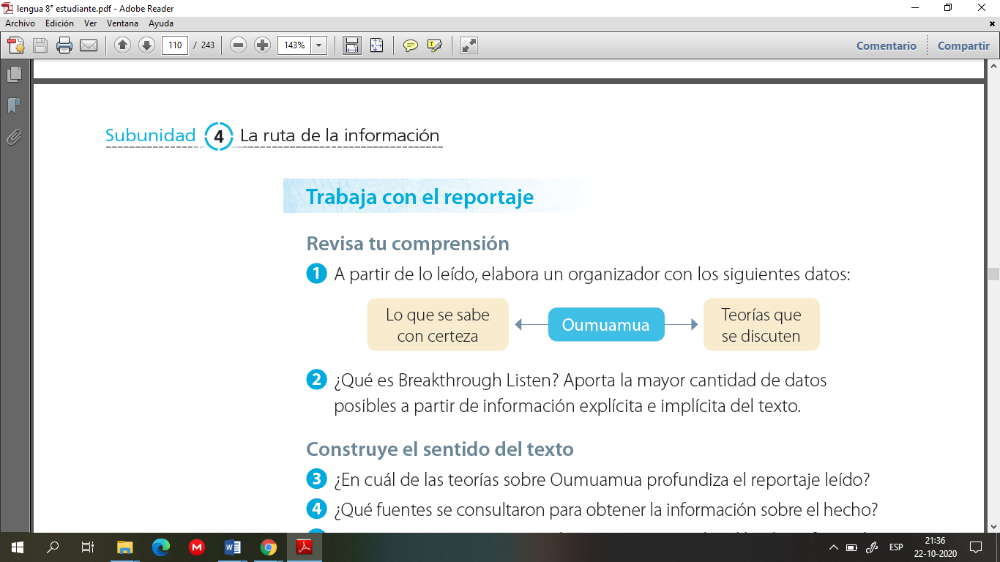 lengua 8° estudiante.pdf - Adobe Reader
Archivo Edición Ver Ventana Ayuda
110 / 243 143% Comentario Compartir
Subunidad 4 La ruta de la información
Trabaja con el reportaje
Revisa tu comprensión
1 A partir de lo leído, elabora un organizador con los siguientes datos:
Lo que se sabe
con certeza
Oumuamua
Teorías que
se discuten
2 ¿Qué es Breakthrough Listen? Aporta la mayor cantidad de datos
posibles a partir de información explícita e implícita del texto.
Construye el sentido del texto
3 ¿En cuál de las teorías sobre Oumuamua profundiza el reportaje leído?
4 ¿Qué fuentes se consultaron para obtener la información sobre el hecho?
ESP
21:36
22-10-2020